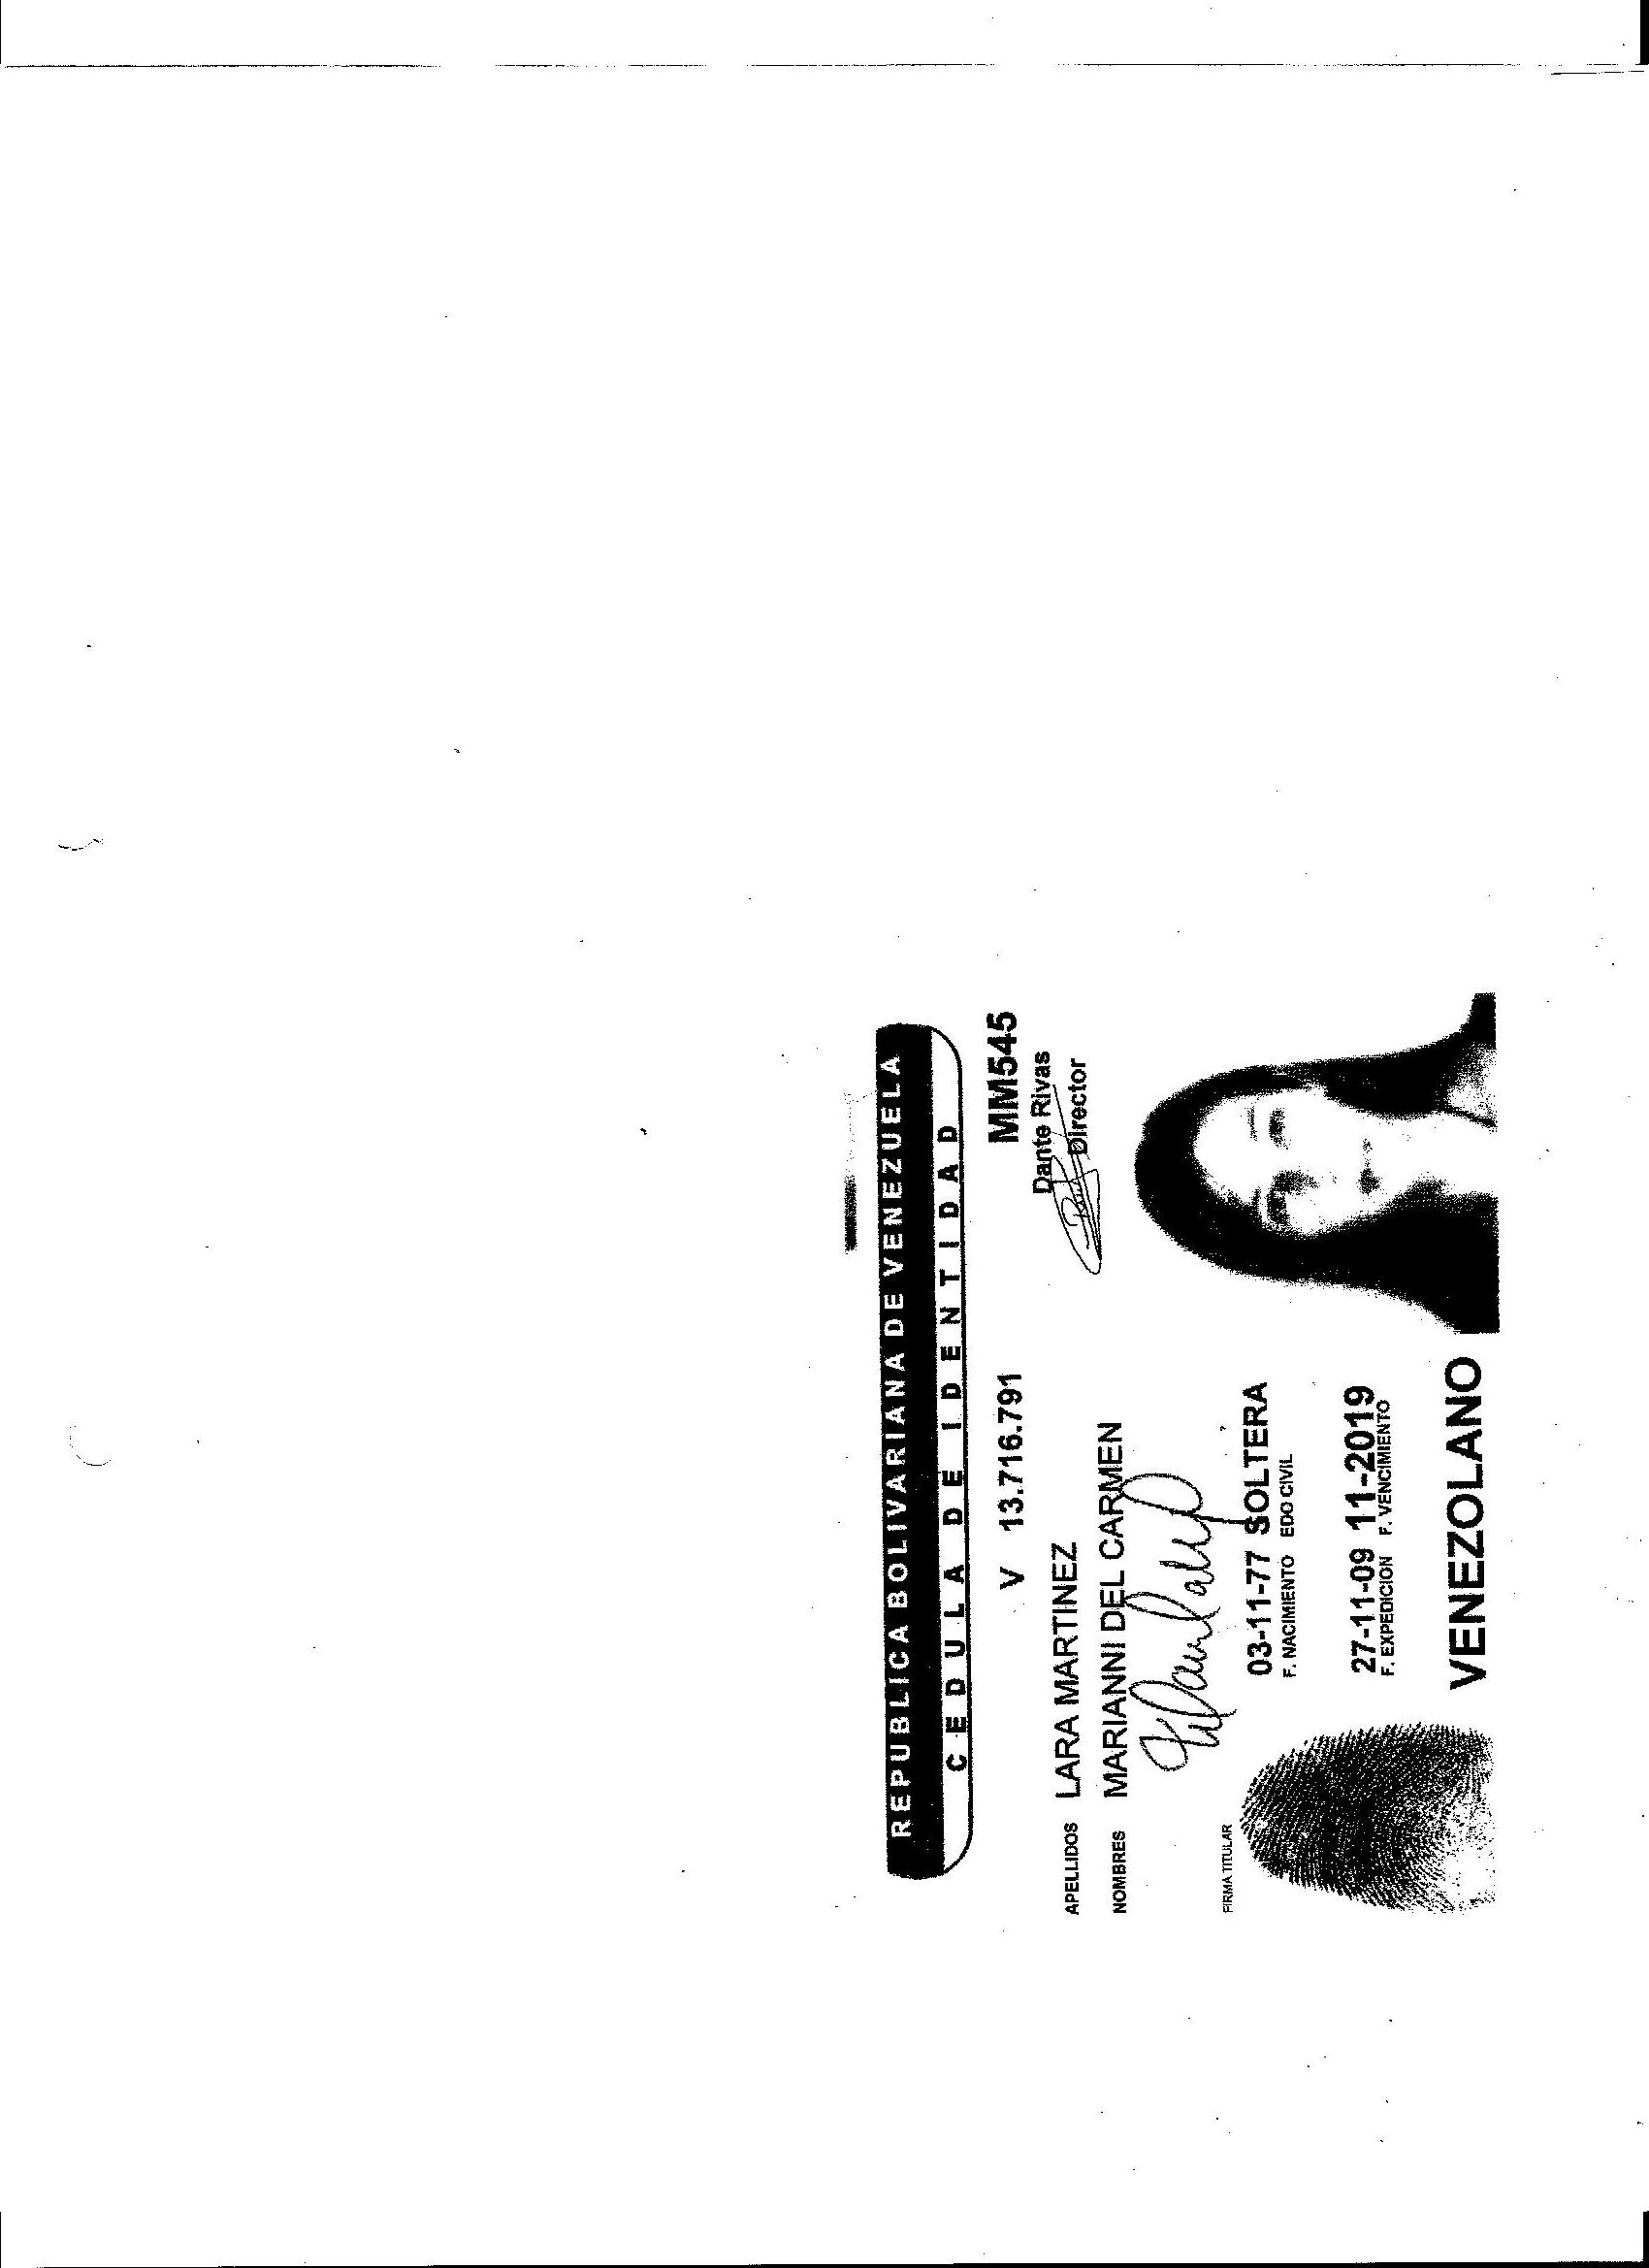 REPUBLICA BOLIVARIANA DE VENEZUELA
CEDULA DE IDENTIDAD
V 13.716.791 MM545
Dante Rivas
Director
APELLIDOS LARA MARTINEZ
NOMBRES MARIANNI DEL CARMEN
FIRMA TITULAR
03-11-77 SOLTERA
F. NACIMIENTO EDO CIVIL
27-11-09 11-2019
F. EXPEDICION F. VENCIMIENTO
VENEZOLANO